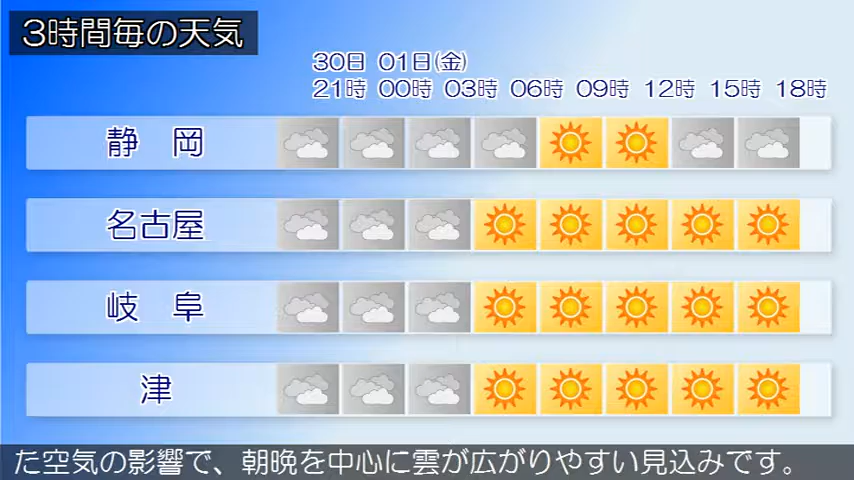 3時間毎の天気
30日 01日(金)
21時 00時 03時 06時 09時 12時 15時 18時
静 岡
名古屋
岐 阜
津
た空気の影響で、朝晩を中心に雲が広がりやすい見込みです。